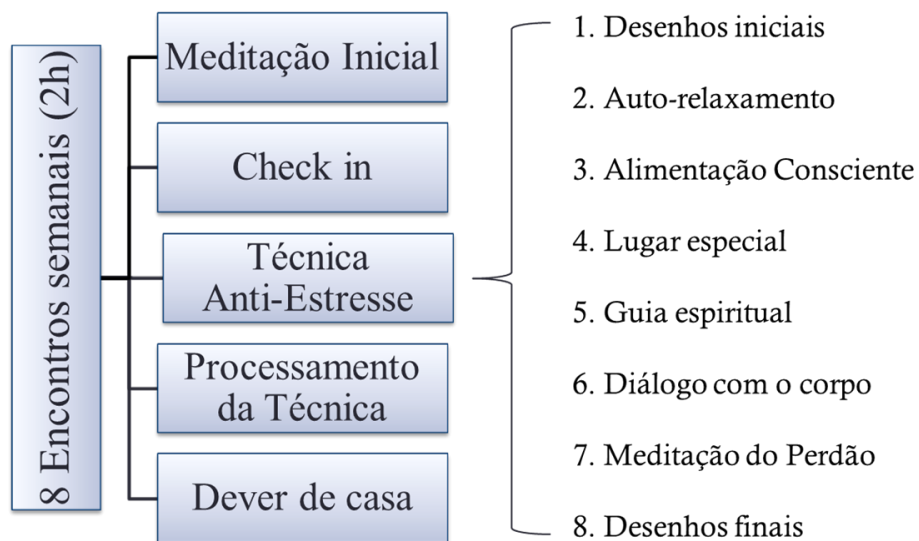 8 Encontros semanais (2h)
Meditação Inicial
Check in
Técnica
Anti-Estresse
Processamento
da Técnica
Dever de casa
1. Desenhos iniciais
2. Auto-relaxamento
3. Alimentação Consciente
4. Lugar especial
5. Guia espiritual
6. Diálogo com o corpo
7. Meditação do Perdão
8. Desenhos finais